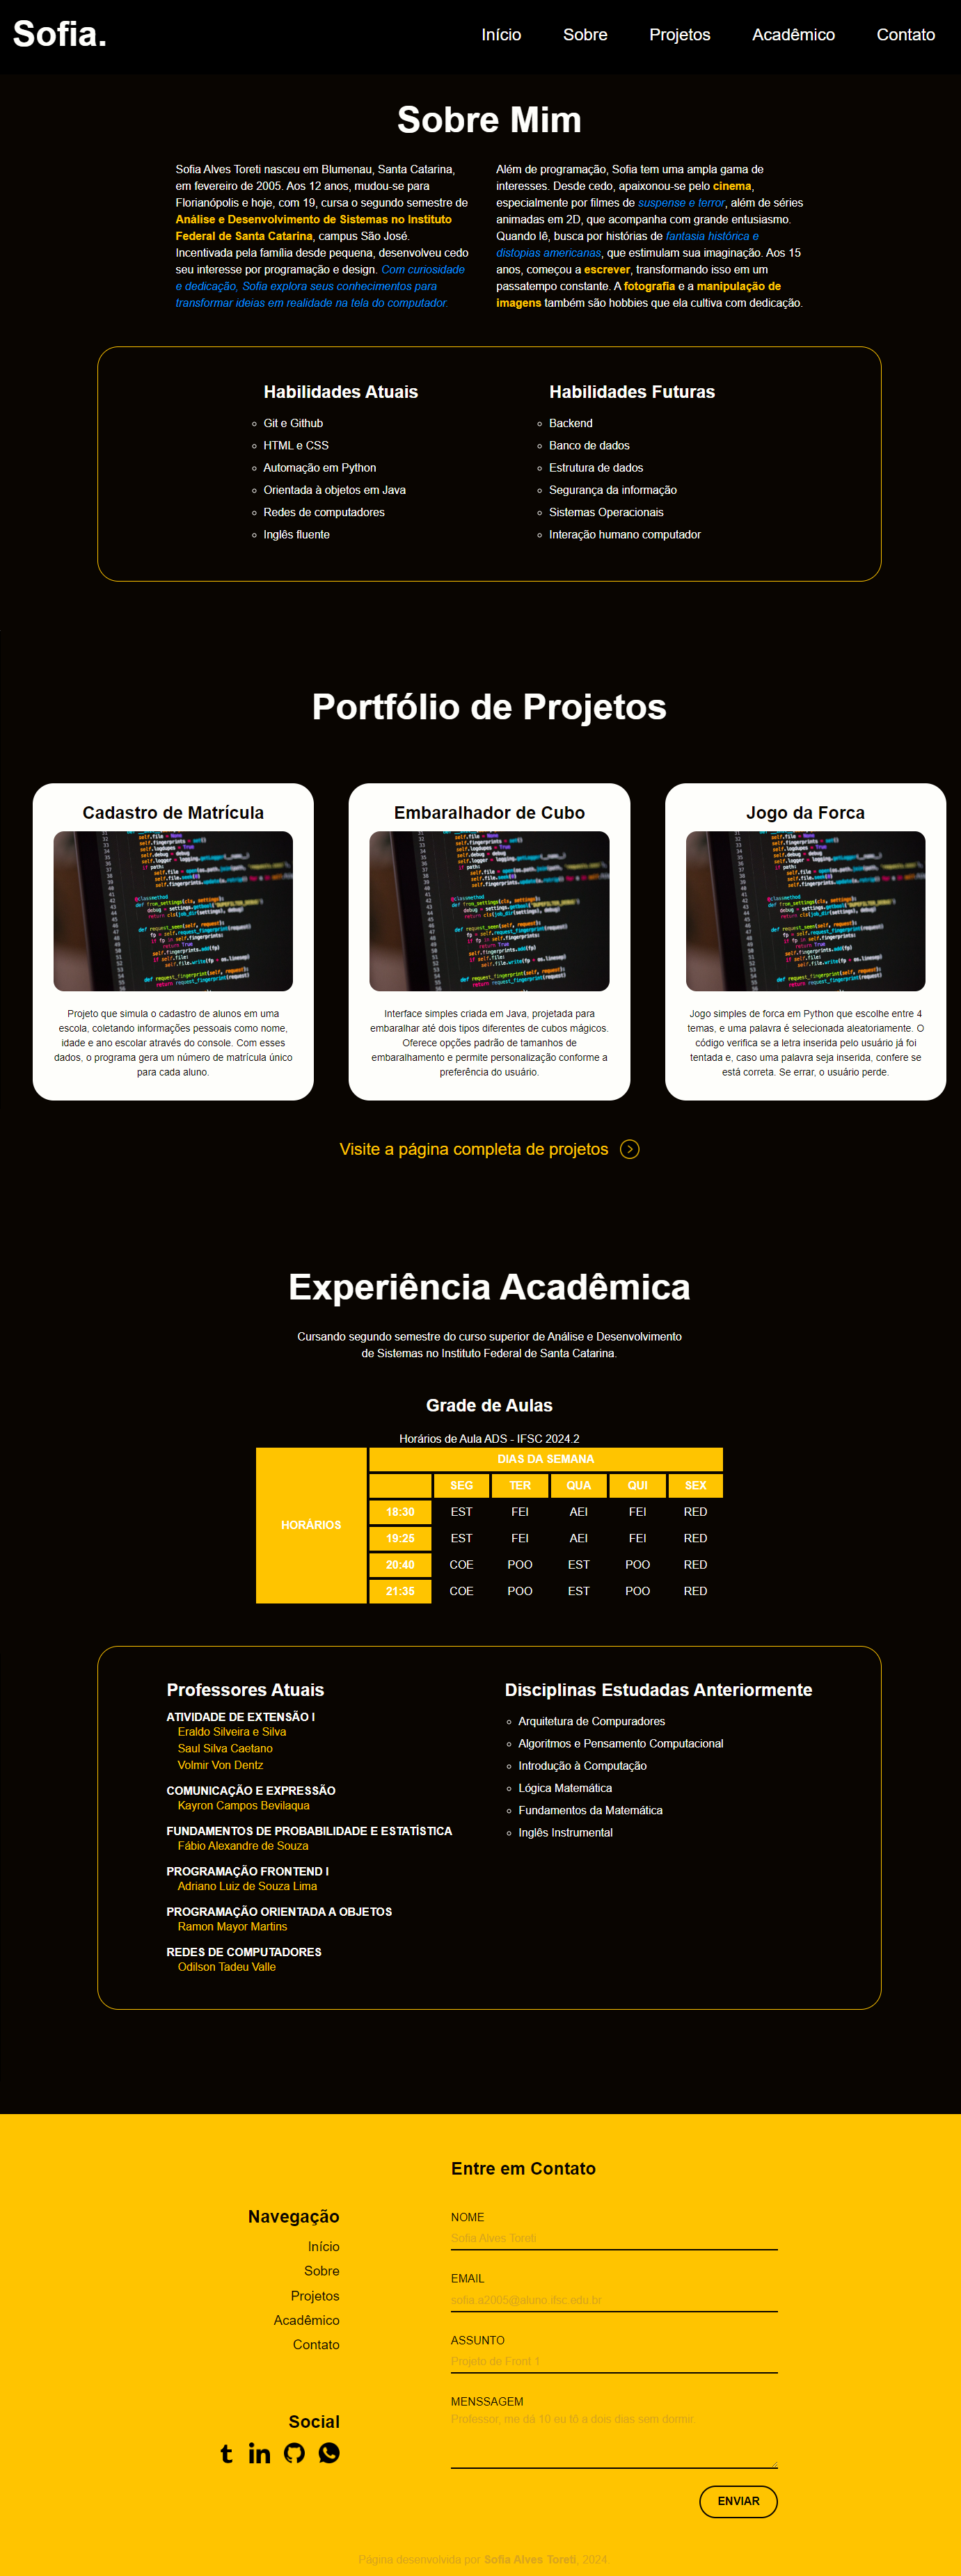 Sofia.
Início
Sobre
Projetos
Acadêmico
Contato
Sobre Mim
Sofia Alves Toreti nasceu em Blumenau, Santa Catarina,
em fevereiro de 2005. Aos 12 anos, mudou-se para
Florianópolis e hoje, com 19, cursa o segundo semestre de
Análise e Desenvolvimento de Sistemas no Instituto
Federal de Santa Catarina, campus São José.
Incentivada pela família desde pequena, desenvolveu cedo
seu interesse por programação e design. Com curiosidade
e dedicação, Sofia explora seus conhecimentos para
transformar ideias em realidade na tela do computador.
Além de programação, Sofia tem uma ampla gama de
interesses. Desde cedo, apaixonou-se pelo cinema,
especialmente por filmes de suspense e terror, além de séries
animadas em 2D, que acompanha com grande entusiasmo.
Quando lê, busca por histórias de fantasia histórica e
distopias americanas, que estimulam sua imaginação. Aos 15
anos, começou a escrever, transformando isso em um
passatempo constante. A fotografia e a manipulação de
imagens também são hobbies que ela cultiva com dedicação.
Habilidades Atuais
Git e Github
HTML e CSS
Automação em Python
Orientada à objetos em Java
Redes de computadores
Inglês fluente
Habilidades Futuras
Backend
Banco de dados
Estrutura de dados
Segurança da informação
Sistemas Operacionais
Interação humano computador
Portfólio de Projetos
Cadastro de Matrícula
Projeto que simula o cadastro de alunos em uma
escola, coletando informações pessoais como nome,
idade e ano escolar através do console. Com esses
dados, o programa gera um número de matrícula único
para cada aluno.
Embaralhador de Cubo
Interface simples criada em Java, projetada para
embaralhar até dois tipos diferentes de cubos mágicos.
Oferece opções padrão de tamanhos de
embaralhamento e permite personalização conforme a
preferência do usuário.
Jogo da Forca
Jogo simples de forca em Python que escolhe entre 4
temas, e uma palavra é selecionada aleatoriamente. O
código verifica se a letra inserida pelo usuário já foi
tentada e, caso uma palavra seja inserida, confere se
está correta. Se errar, o usuário perde.
Visite a página completa de projetos
Experiência Acadêmica
Cursando segundo semestre do curso superior de Análise e Desenvolvimento
de Sistemas no Instituto Federal de Santa Catarina.
Grade de Aulas
Horários de Aula ADS - IFSC 2024.2
HORÁRIOS
DIAS DA SEMANA
SEG TER QUA QUI SEX
18:30 EST FEI AEI FEI RED
19:25 EST FEI AEI FEI RED
20:40 COE POO EST POO RED
21:35 COE POO EST POO RED
Professores Atuais
ATIVIDADE DE EXTENSÃO I
Eraldo Silveira e Silva
Saul Silva Caetano
Volmir Von Dentz
COMUNICAÇÃO E EXPRESSÃO
Kayron Campos Bevilaqua
FUNDAMENTOS DE PROBABILIDADE E ESTATÍSTICA
Fábio Alexandre de Souza
PROGRAMAÇÃO FRONTEND I
Adriano Luiz de Souza Lima
PROGRAMAÇÃO ORIENTADA A OBJETOS
Ramon Mayor Martins
REDES DE COMPUTADORES
Odilson Tadeu Valle
Disciplinas Estudadas Anteriormente
Arquitetura de Compuradores
Algoritmos e Pensamento Computacional
Introdução à Computação
Lógica Matemática
Fundamentos da Matemática
Inglês Instrumental
Navegação
Início
Sobre
Projetos
Acadêmico
Contato
Social
Entre em Contato
NOME
Sofia Alves Toreti
EMAIL
sofia.a2005@aluno.ifsc.edu.br
ASSUNTO
Projeto de Front 1
MENSSAGEM
Professor, me dá 10 eu tô a dois dias sem dormir.
ENVIAR
Página desenvolvida por Sofia Alves Toreti, 2024